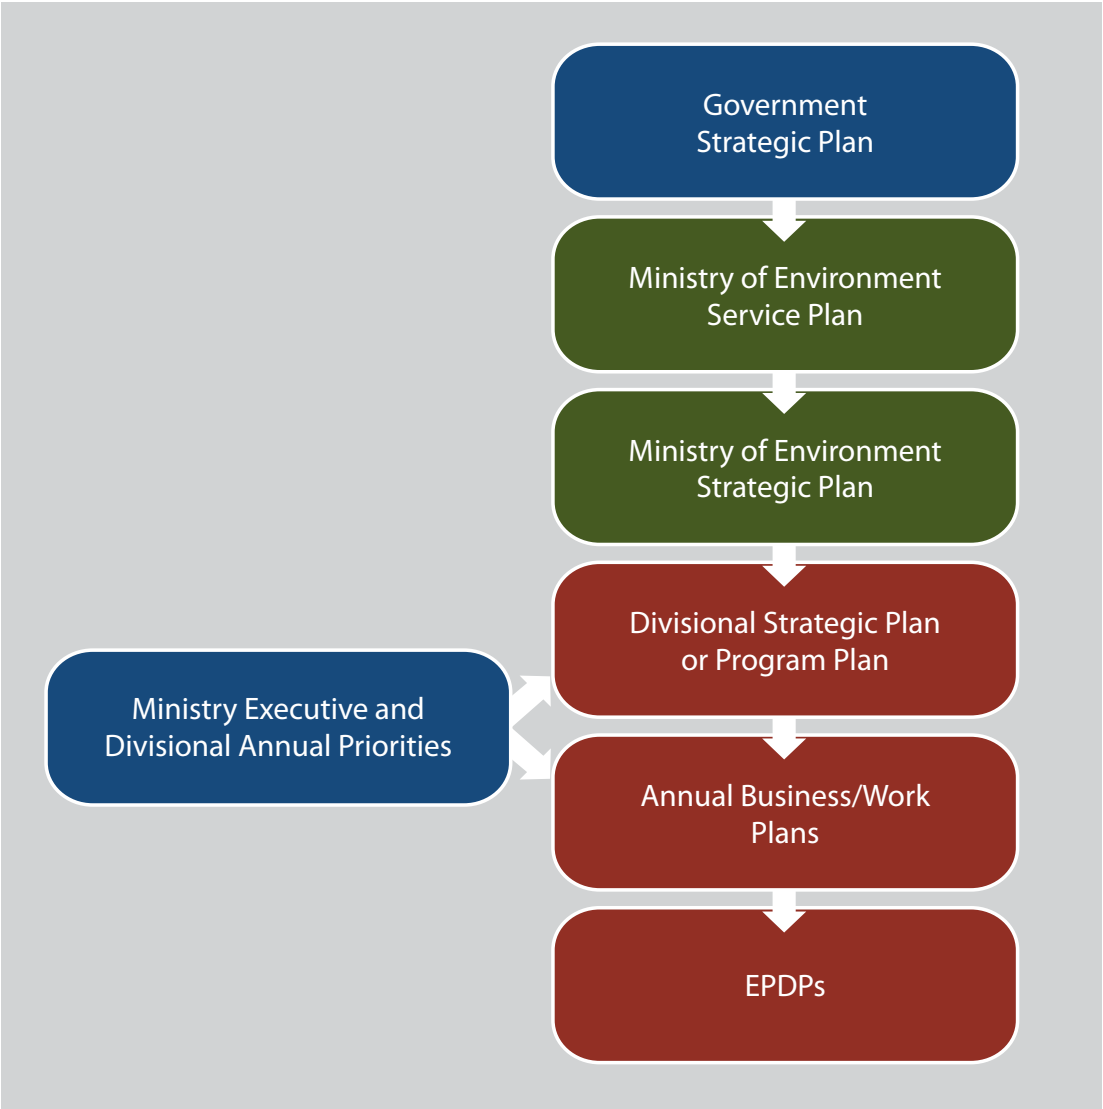 Government
Strategic Plan
Ministry of Environment
Service Plan
Ministry of Environment
Strategic Plan
Divisional Strategic Plan
or Program Plan
Ministry Executive and
Divisional Annual Priorities
Annual Business/Work
Plans
EPDPs